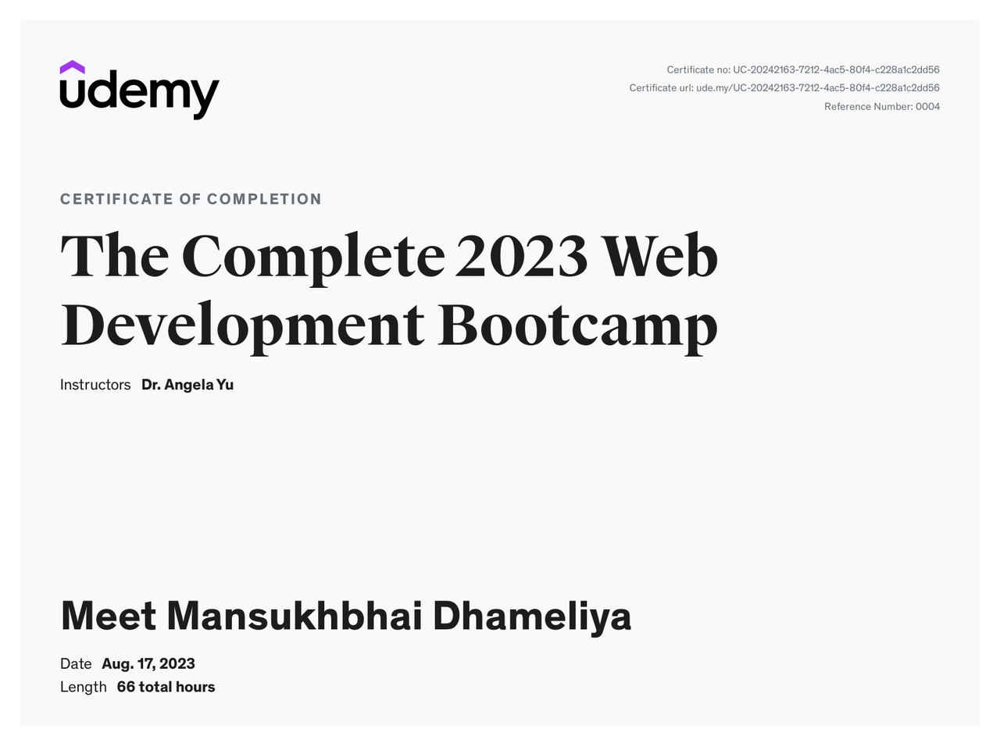 udemy
Certificate no: UC-20242163-7212-4ac5-80f4-c228a1c2dd56
Certificate url: ude.my/UC-20242163-7212-4ac5-80f4-c228a1c2dd56
Reference Number: 0004
CERTIFICATE OF COMPLETION
The Complete 2023 Web
Development Bootcamp
Instructors Dr. Angela Yu
Meet Mansukhbhai Dhameliya
Date Aug. 17, 2023
Length 66 total hours